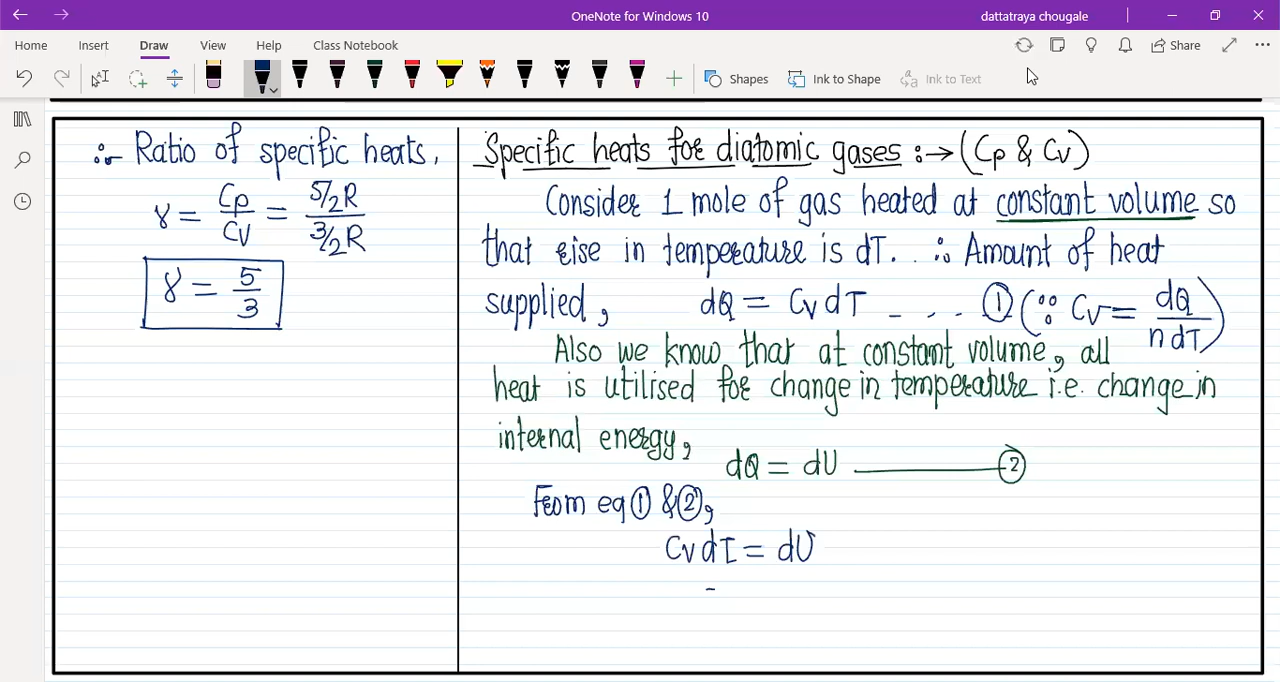 OneNote for Windows 10
dattatraya chougale
Home Insert Draw View Help Class Notebook
Share
Shapes Ink to Shape Ink to Text
∴ Ratio of specific heats,
γ = Cp/Cv = 5/2R / 3/2R
γ = 5/3
Specific heats for diatomic gases :→ (Cp & Cv)
Consider 1 mole of gas heated at constant volume so
that rise in temperature is dT. ∴ Amount of heat
supplied, dQ = CvdT - - - ① (∵ Cv = dQ/ndT)
Also we know that at constant volume, all
heat is utilised for change in temperature i.e. change in
internal energy,
dQ = dU ——— ②
From eq ① & ②,
CvdT = dU